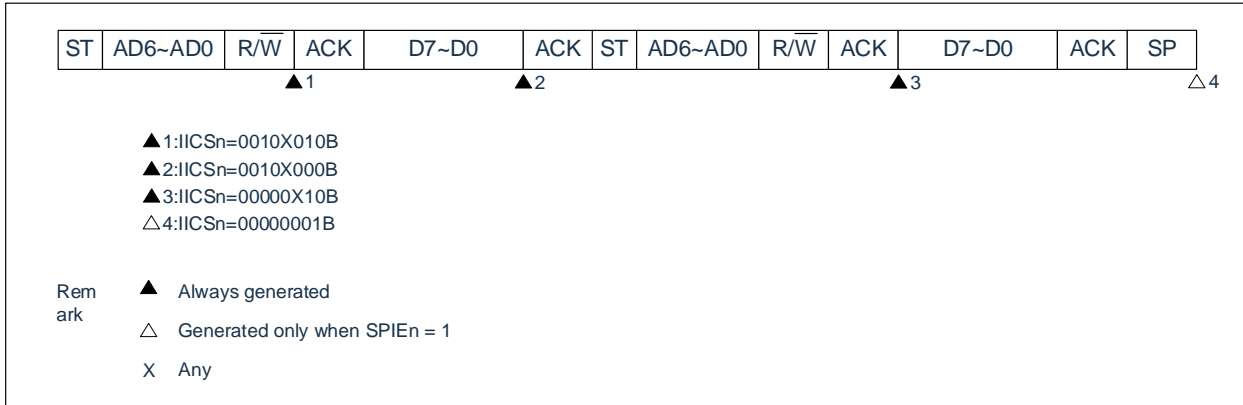 ST AD6~AD0 R/W̅ ACK D7~D0 ACK ST AD6~AD0 R/W̅ ACK D7~D0 ACK SP
▲1 ▲2 ▲3 △4
▲1:IICSn=0010X010B
▲2:IICSn=0010X000B
▲3:IICSn=00000X10B
△4:IICSn=00000001B
Rem ▲ Always generated
ark
△ Generated only when SPIEn = 1
X Any